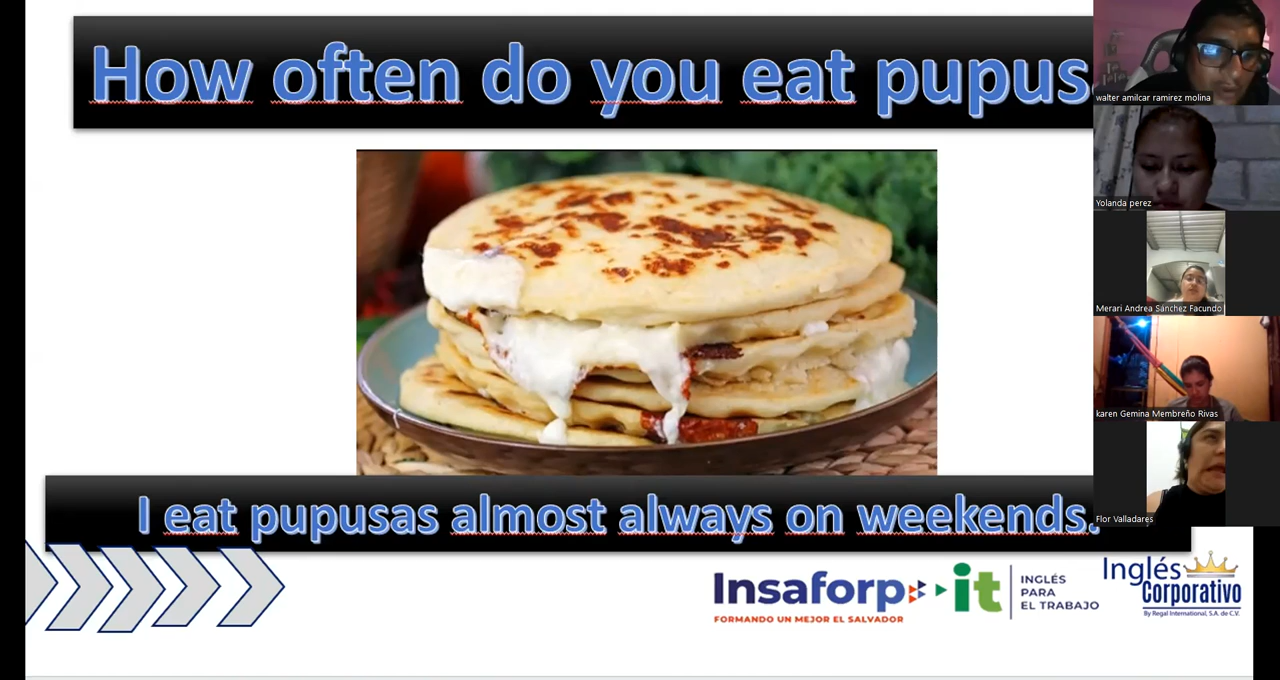 How often do you eat pupus
walter amilcar ramirez molina
Yolanda perez
Merari Andrea Sánchez Facundo
karen Gemina Membreño Rivas
Flor Valladares
I eat pupusas almost always on weekends.
Insaforp
FORMANDO UN MEJOR EL SALVADOR
it
INGLÉS
PARA
EL TRABAJO
Inglés
Corporativo
By Regal International, S.A. de C.V.